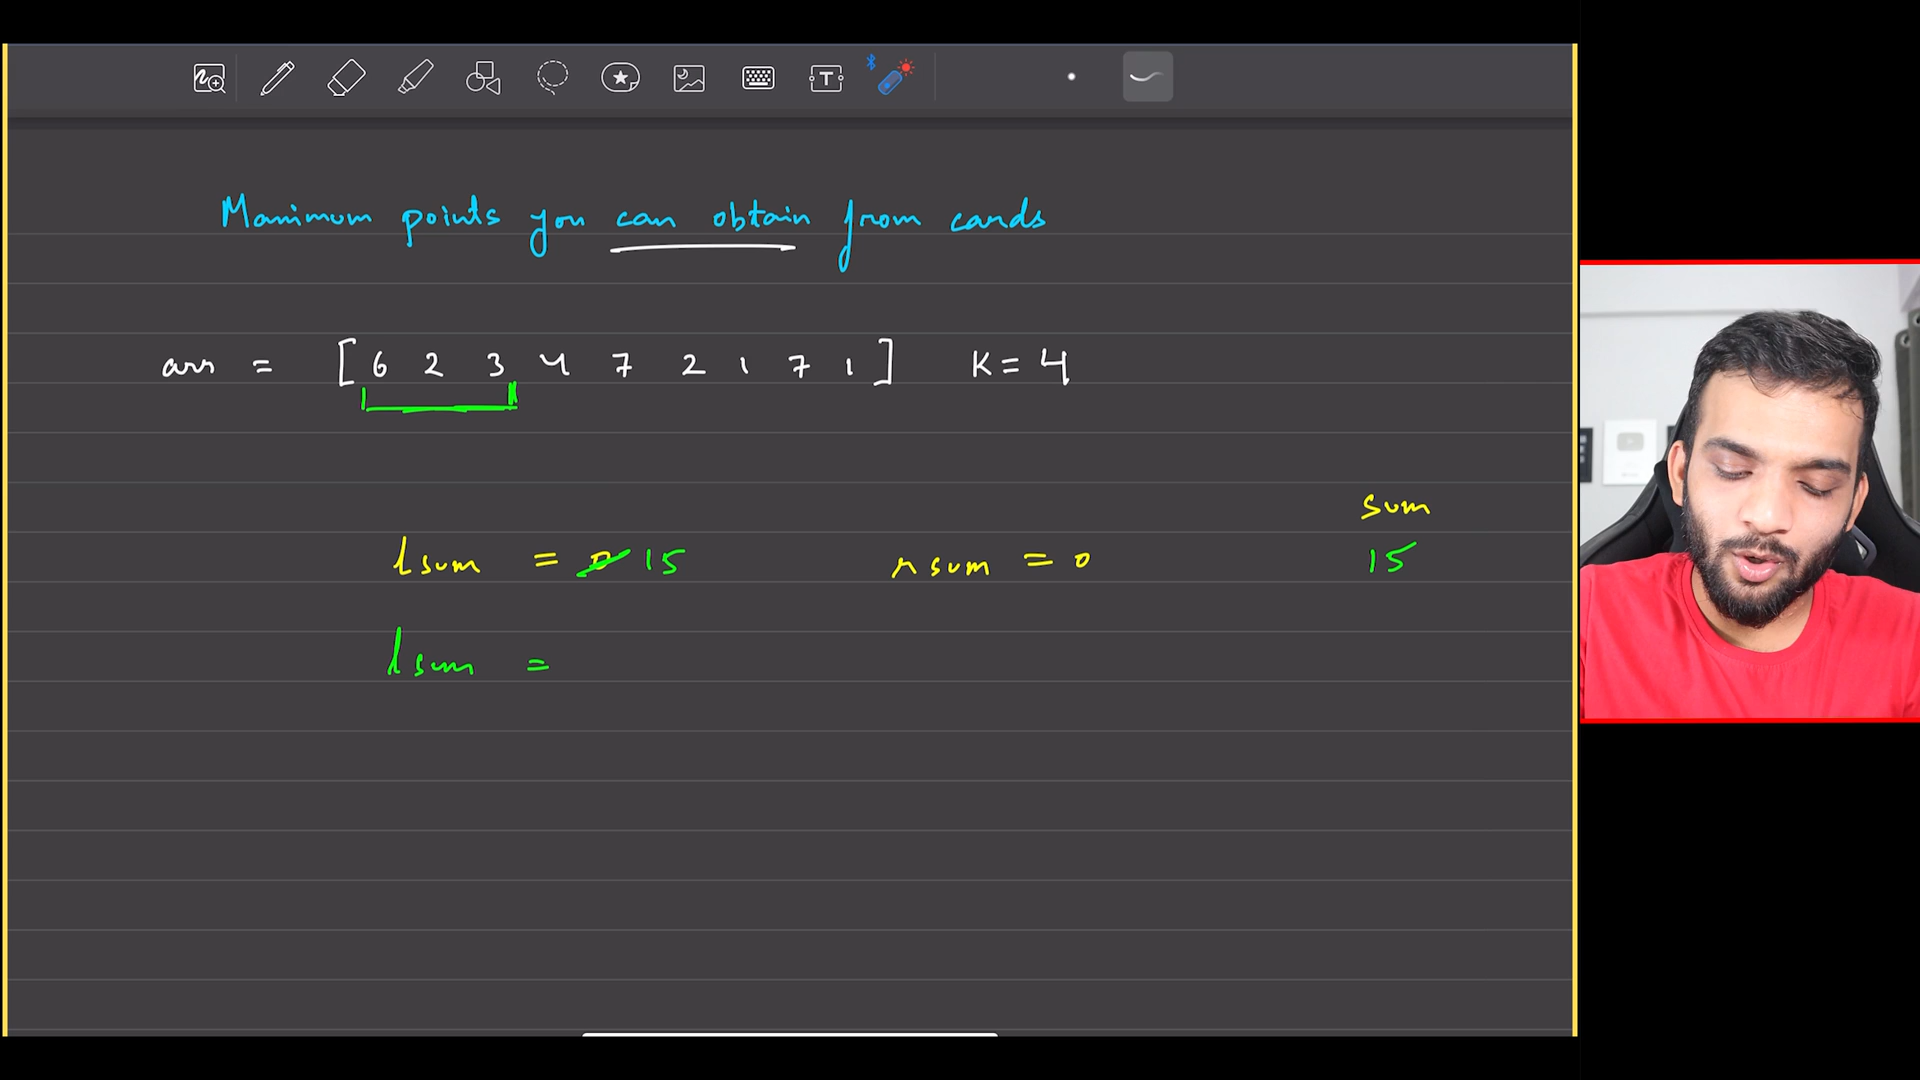 Maximum points you can obtain from cards
arr = [6 2 3 4 7 2 1 7 1] K = 4
sum
lsum = 0 15 rsum = 0 15
lsum =